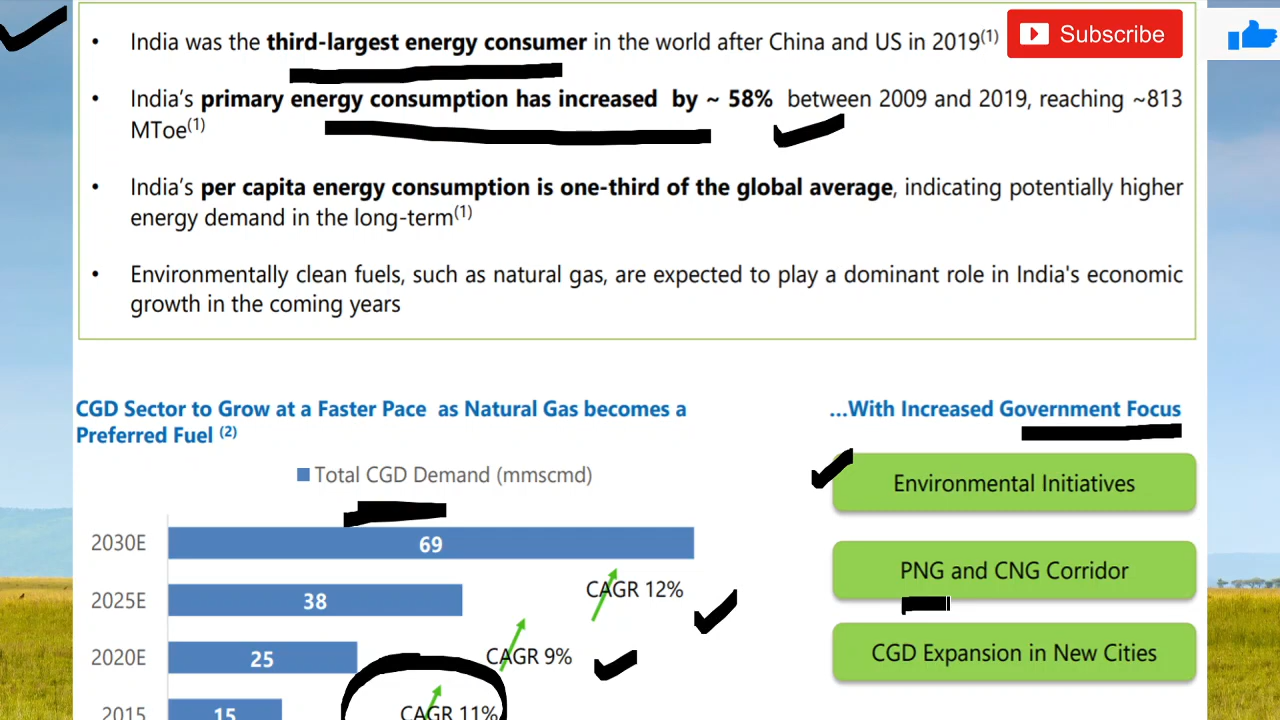 • India was the third-largest energy consumer in the world after China and US in 2019(1)
Subscribe
• India's primary energy consumption has increased by ~ 58% between 2009 and 2019, reaching ~813
MToe(1)
• India's per capita energy consumption is one-third of the global average, indicating potentially higher
energy demand in the long-term(1)
• Environmentally clean fuels, such as natural gas, are expected to play a dominant role in India's economic
growth in the coming years
CGD Sector to Grow at a Faster Pace as Natural Gas becomes a
Preferred Fuel (2)
Total CGD Demand (mmscmd)
2030E 69
CAGR 12%
2025E 38
2020E 25
CAGR 9%
2015 15
CAGR 11%
...With Increased Government Focus
Environmental Initiatives
PNG and CNG Corridor
CGD Expansion in New Cities